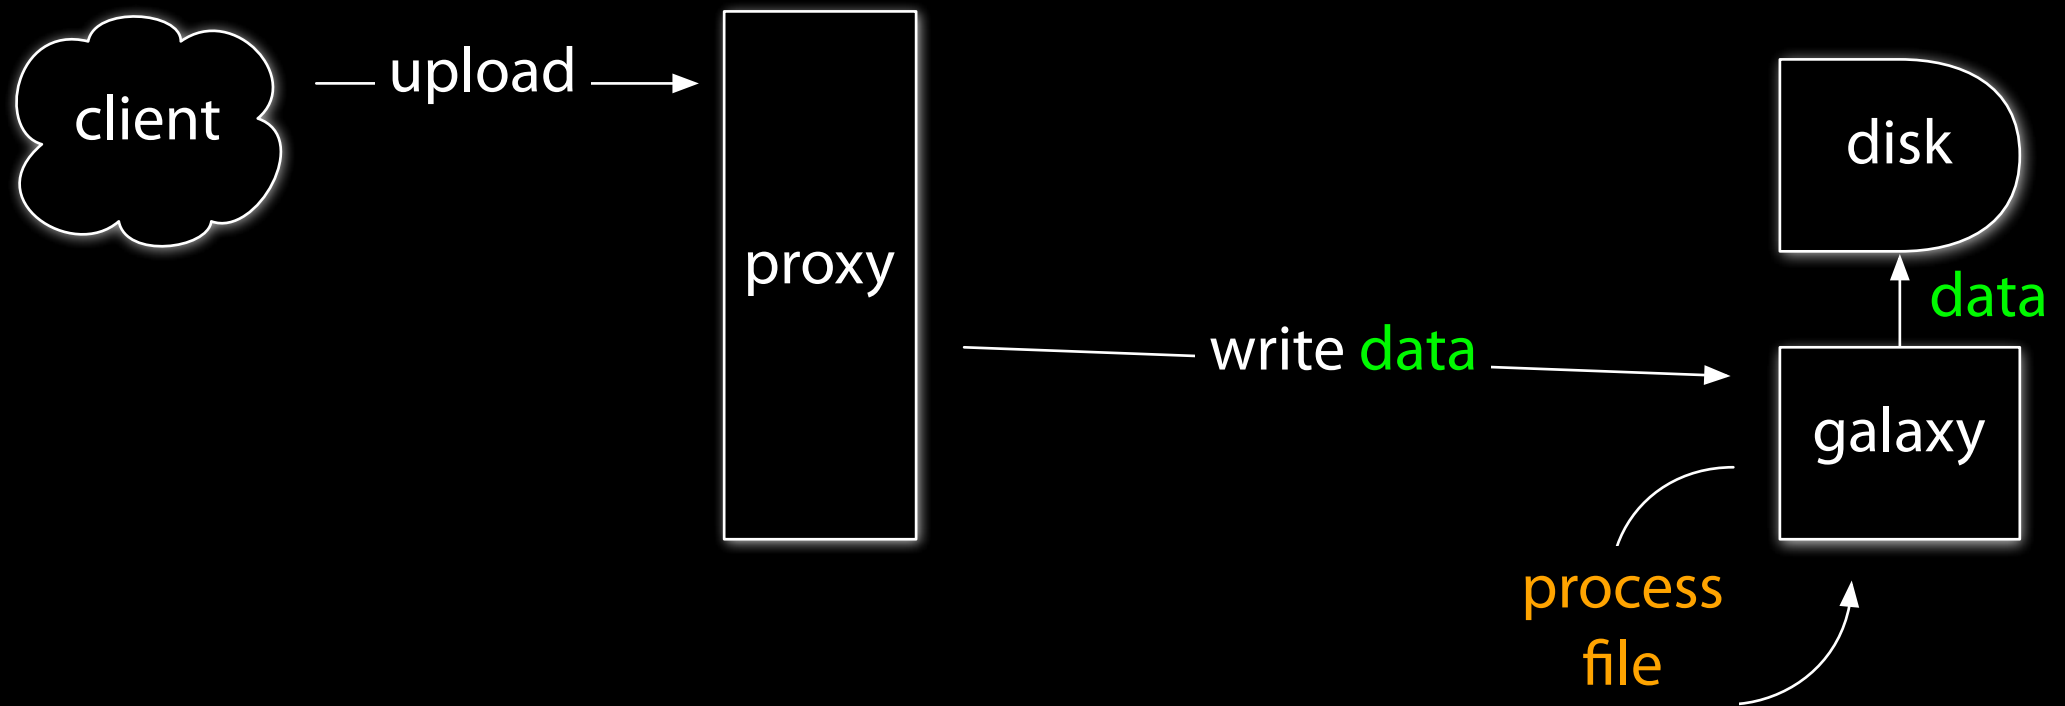 client
upload
proxy
disk
data
write data
galaxy
process
file